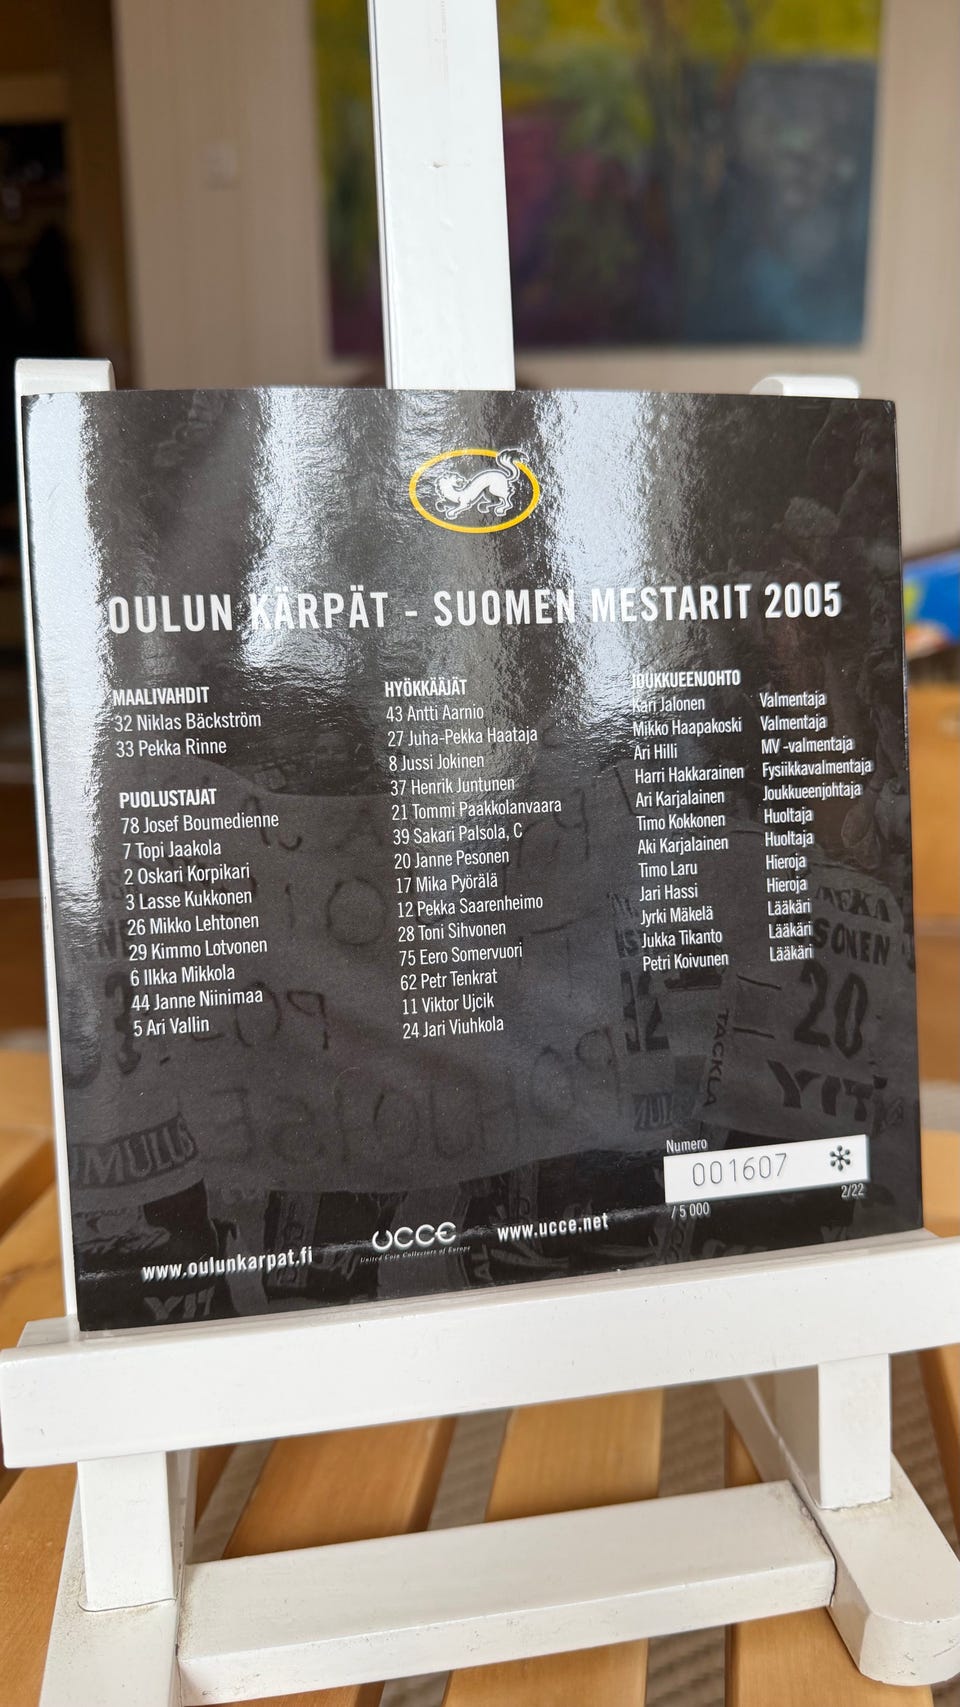 OULUN KÄRPÄT - SUOMEN MESTARIT 2005
MAALIVAHDIT
32 Niklas Bäckström
33 Pekka Rinne
PUOLUSTAJAT
78 Josef Boumedienne
7 Topi Jaakola
2 Oskari Korpikari
3 Lasse Kukkonen
26 Mikko Lehtonen
29 Kimmo Lotvonen
6 Ilkka Mikkola
44 Janne Niinimaa
5 Ari Vallin
HYÖKKÄÄJÄT
43 Antti Aarnio
27 Juha-Pekka Haataja
8 Jussi Jokinen
37 Henrik Juntunen
21 Tommi Paakkolanvaara
39 Sakari Palsola, C
20 Janne Pesonen
17 Mika Pyörälä
12 Pekka Saarenheimo
28 Toni Sihvonen
75 Eero Somervuori
62 Petr Tenkrat
11 Viktor Ujcik
24 Jari Viuhkola
JOUKKUEENJOHTO
Kari Jalonen Valmentaja
Mikko Haapakoski Valmentaja
Ari Hilli MV -valmentaja
Harri Hakkarainen Fysiikkavalmentaja
Ari Karjalainen Joukkueenjohtaja
Timo Kokkonen Huoltaja
Aki Karjalainen Huoltaja
Timo Laru Hieroja
Jari Hassi Hieroja
Jyrki Mäkelä Lääkäri
Jukka Tikanto Lääkäri
Petri Koivunen Lääkäri
SONEN
20
YIT
TACKLA
MULL
YIT
Numero
001607 *
/ 5 000
2/22
www.oulunkarpat.fi
UCCE
United Coin Collectors of Europe
www.ucce.net